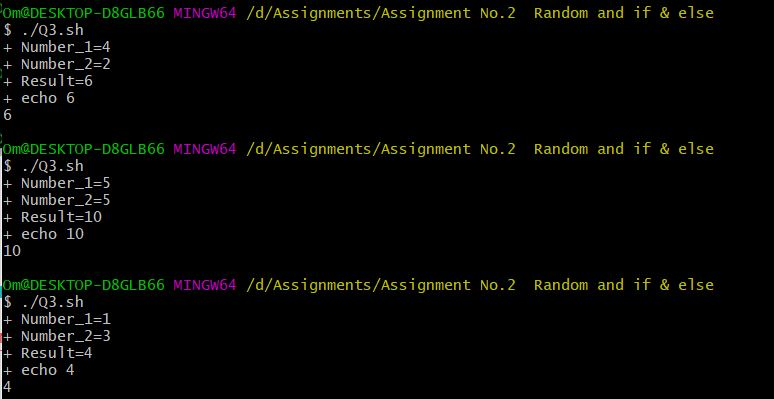 Om@DESKTOP-D8GLB66 MINGW64 /d/Assignments/Assignment No.2  Random and if & else
$ ./Q3.sh
+ Number_1=4
+ Number_2=2
+ Result=6
+ echo 6
6
Om@DESKTOP-D8GLB66 MINGW64 /d/Assignments/Assignment No.2  Random and if & else
$ ./Q3.sh
+ Number_1=5
+ Number_2=5
+ Result=10
+ echo 10
10
Om@DESKTOP-D8GLB66 MINGW64 /d/Assignments/Assignment No.2  Random and if & else
$ ./Q3.sh
+ Number_1=1
+ Number_2=3
+ Result=4
+ echo 4
4